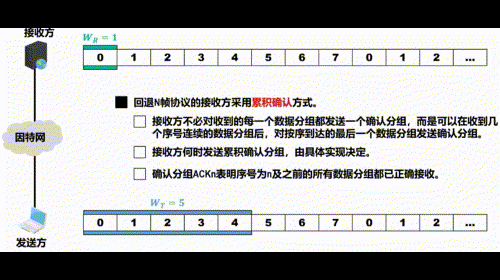 接收方
W_R = 1
0 1 2 3 4 5 6 7 0 1 2 ...
回退N帧协议的接收方采用累积确认方式。
接收方不必对收到的每一个数据分组都发送一个确认分组，而是可以在收到几
个序号连续的数据分组后，对按序到达的最后一个数据分组发送确认分组。
因特网
接收方何时发送累积确认分组，由具体实现决定。
确认分组ACKn表明序号为n及之前的所有数据分组都已正确接收。
W_T = 5
0 1 2 3 4 5 6 7 0 1 2 ...
发送方